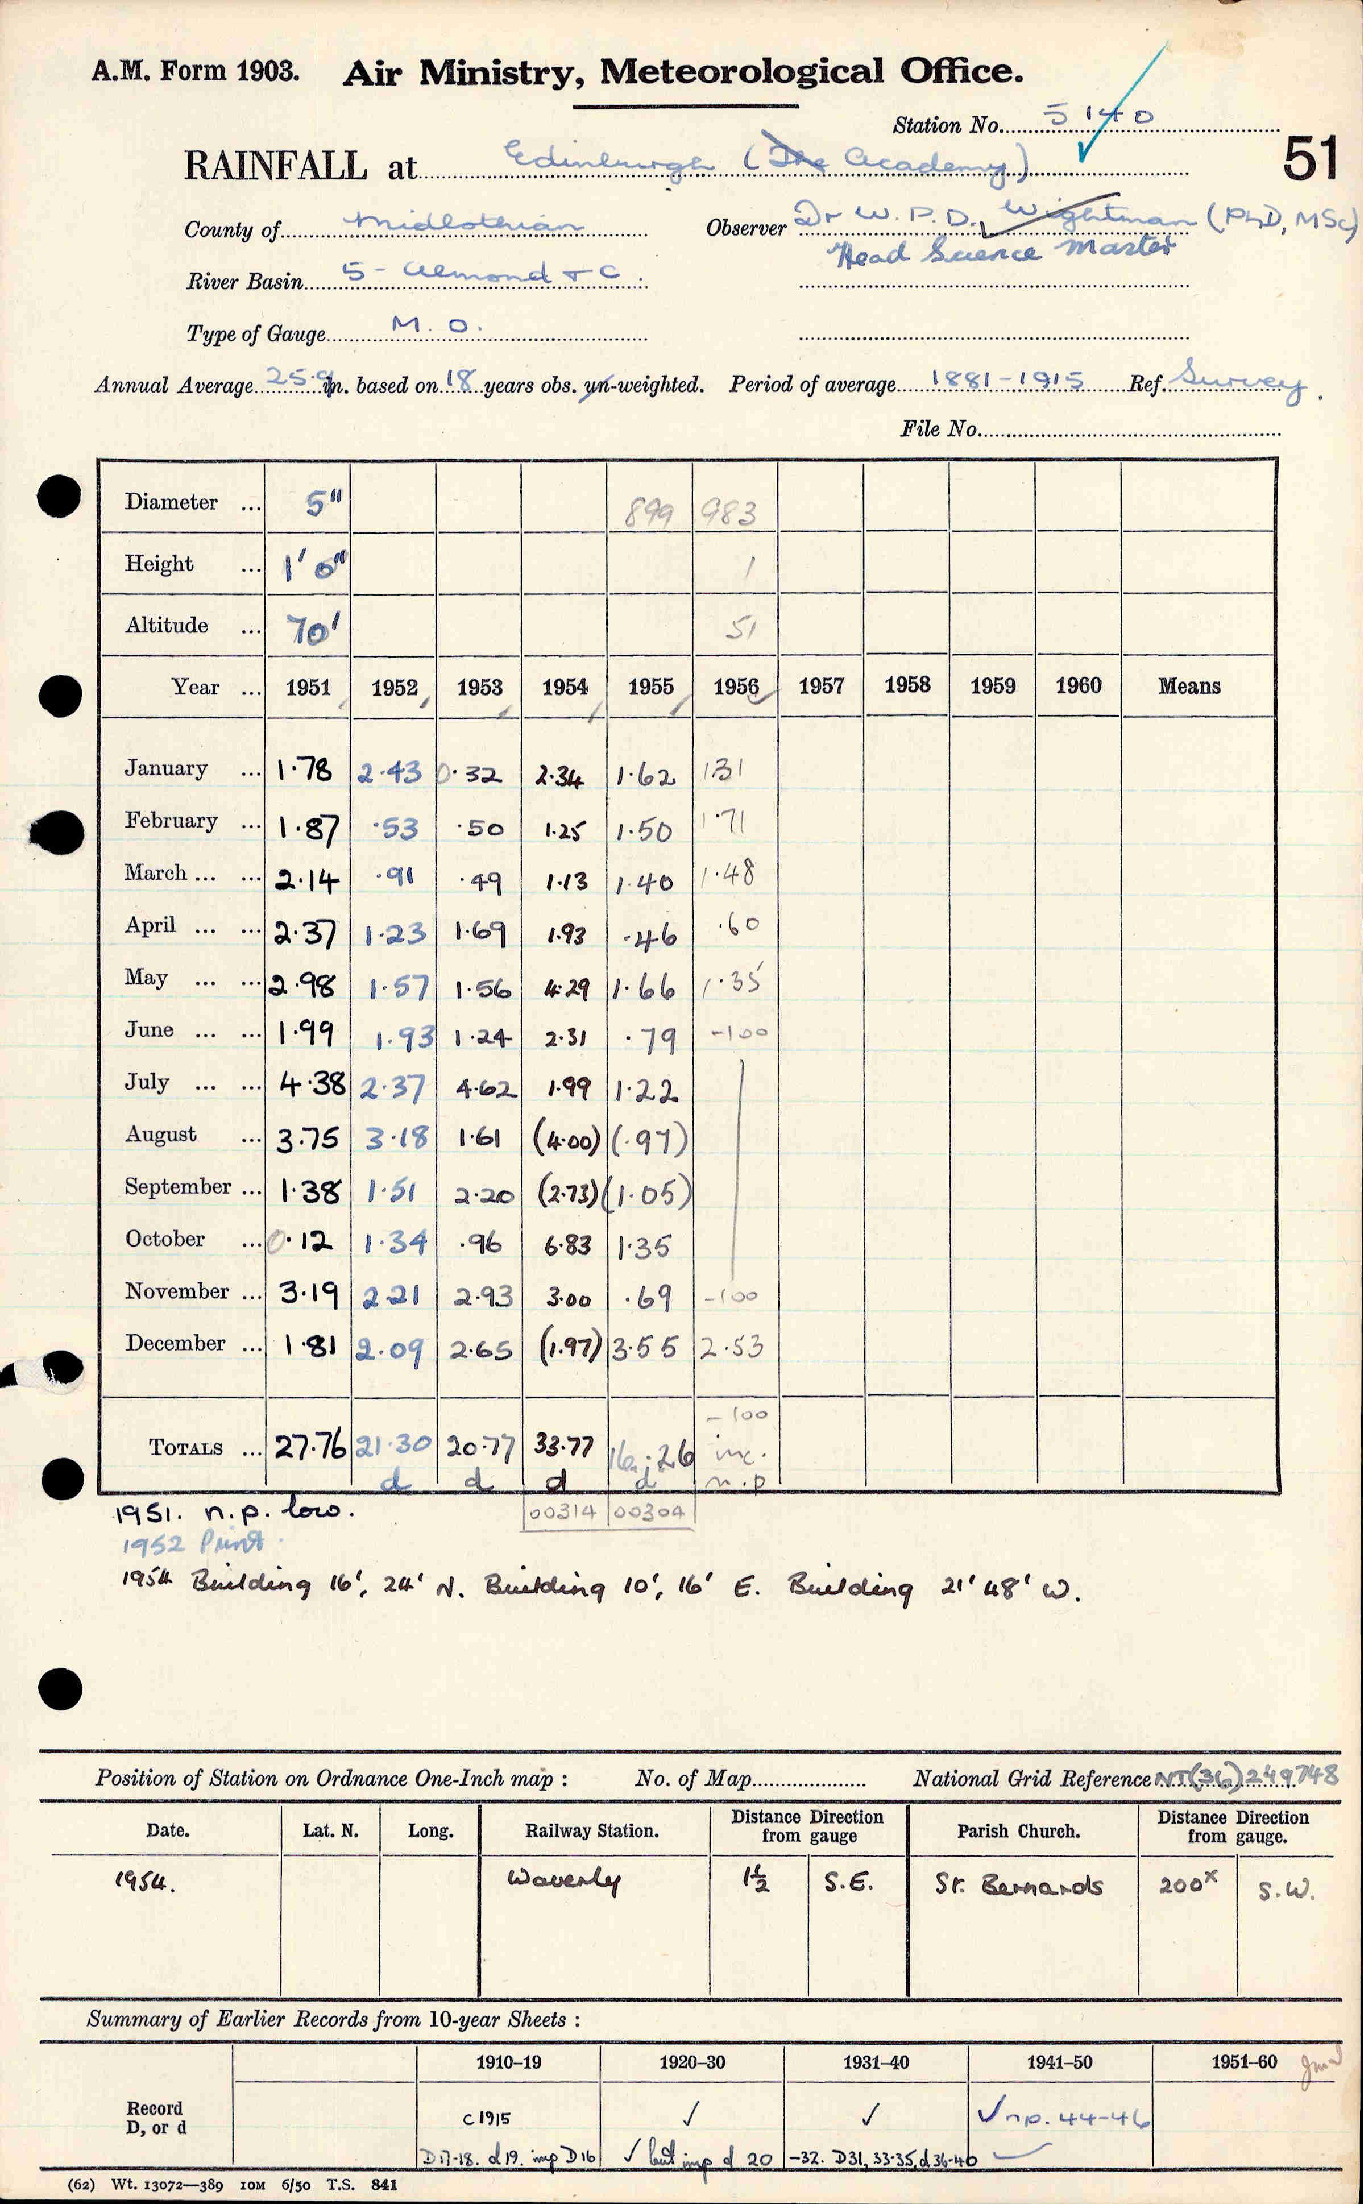 A.M. Form 1903. Air Ministry, Meteorological Office.
Station No. 5140
RAINFALL at Edinburgh (The Academy) 51
County of Midlothian Observer Dr W. P. D. Wightman (PhD, MSc)
Head Science Master
River Basin 5 - Almond & C
Type of Gauge M. O.
Annual Average 25.9 in. based on 18 years obs. un-weighted. Period of average 1881-1915 Ref. Survey.
File No.
Diameter ... 5" 899 983
Height ... 1' 0" 1
Altitude ... 70' 51
Year ... 1951 1952 1953 1954 1955 1956 1957 1958 1959 1960 Means
January ... 1.78 2.43 0.32 2.34 1.62 1.31
February ... 1.87 .53 .50 1.25 1.50 1.71
March ... ... 2.14 .91 .49 1.13 1.40 1.48
April ... ... 2.37 1.23 1.69 1.93 .46 .60
May ... ... 2.98 1.57 1.56 4.29 1.66 1.35
June ... ... 1.99 1.93 1.24 2.31 .79 -100
July ... ... 4.38 2.37 4.62 1.99 1.22
August ... 3.75 3.18 1.61 (4.00) (.97)
September ... 1.38 1.51 2.20 (2.73) (1.05)
October ... 0.12 1.34 .96 6.83 1.35
November ... 3.19 2.21 2.93 3.00 .69 -100
December ... 1.81 2.09 2.65 (1.97) 3.55 2.53
-100
TOTALS ... 27.76 21.30 20.77 33.77 16.26 inc.
d d d d n.p
1951. n.p. low. 00314 00304
1952 Print.
1954 Building 16', 24' N. Building 10', 16' E. Building 21' 48' W.
Position of Station on Ordnance One-Inch map : No. of Map National Grid Reference NT(36)249748
Date. Lat. N. Long. Railway Station. Distance from gauge Direction Parish Church. Distance from gauge. Direction
1954. Waverly 1½ S.E. St. Bernards 200x S.W.
Summary of Earlier Records from 10-year Sheets :
1910–19 1920–30 1931–40 1941–50 1951–60
Record D, or d c1915 ✓ ✓ ✓ n.p. 44-46
D17-18. d19. imp D16 ✓ but imp d 20 -32. D31, 33-35, d36-40
(62) Wt. 13072—389 10M 6/50 T.S. 841